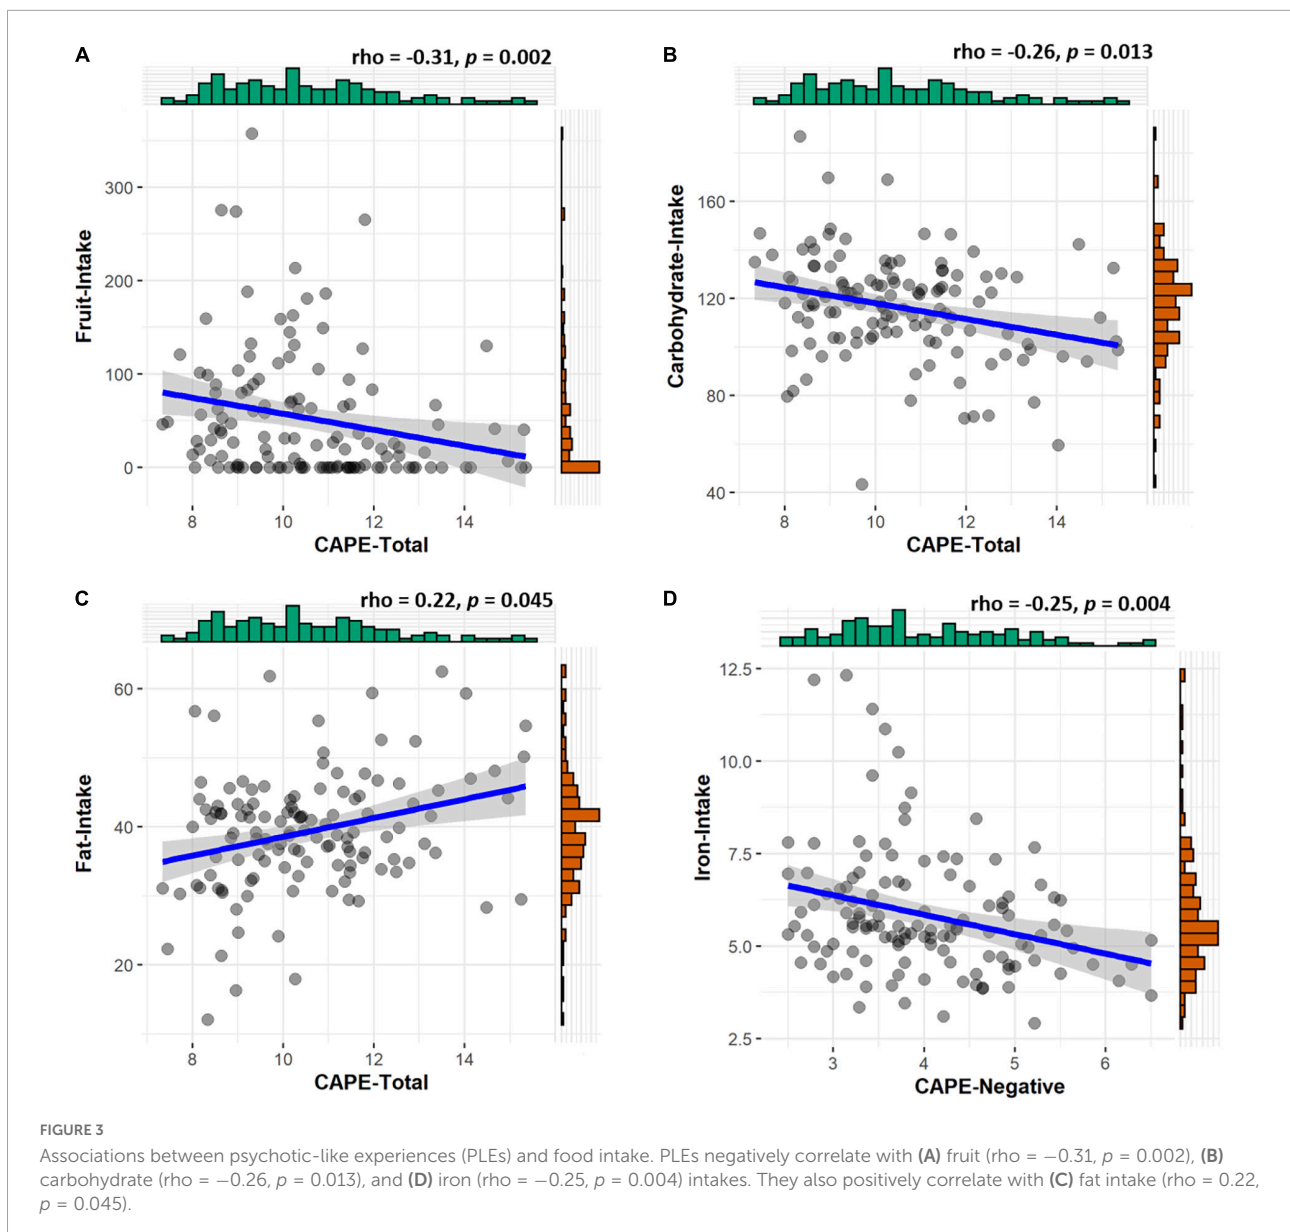 A
rho = -0.31, p = 0.002
Fruit-Intake
300
200
100
0
8 10 12 14
CAPE-Total
B
rho = -0.26, p = 0.013
Carbohydrate-Intake
160
120
80
40
8 10 12 14
CAPE-Total
C
rho = 0.22, p = 0.045
Fat-Intake
60
40
20
8 10 12 14
CAPE-Total
D
rho = -0.25, p = 0.004
Iron-Intake
12.5
10.0
7.5
5.0
2.5
3 4 5 6
CAPE-Negative
FIGURE 3
Associations between psychotic-like experiences (PLEs) and food intake. PLEs negatively correlate with (A) fruit (rho = −0.31, p = 0.002), (B)
carbohydrate (rho = −0.26, p = 0.013), and (D) iron (rho = −0.25, p = 0.004) intakes. They also positively correlate with (C) fat intake (rho = 0.22,
p = 0.045).